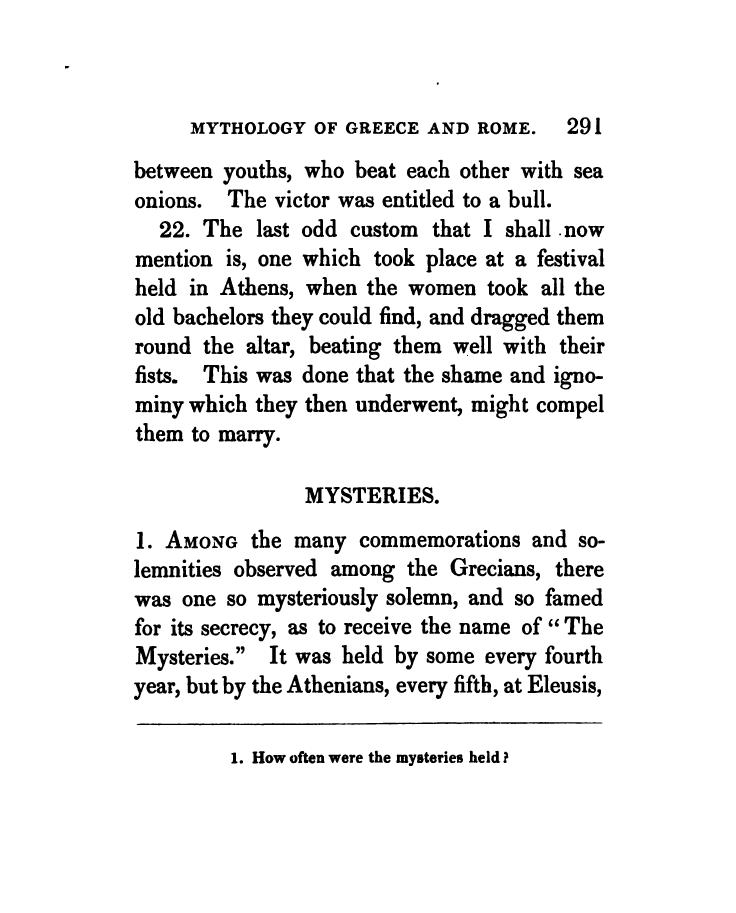 MYTHOLOGY OF GREECE AND ROME. 291
between youths, who beat each other with sea
onions. The victor was entitled to a bull.
22. The last odd custom that I shall now
mention is, one which took place at a festival
held in Athens, when the women took all the
old bachelors they could find, and dragged them
round the altar, beating them well with their
fists. This was done that the shame and igno-
miny which they then underwent, might compel
them to marry.
MYSTERIES.
1. AMONG the many commemorations and so-
lemnities observed among the Grecians, there
was one so mysteriously solemn, and so famed
for its secrecy, as to receive the name of “The
Mysteries.” It was held by some every fourth
year, but by the Athenians, every fifth, at Eleusis,
1. How often were the mysteries held?